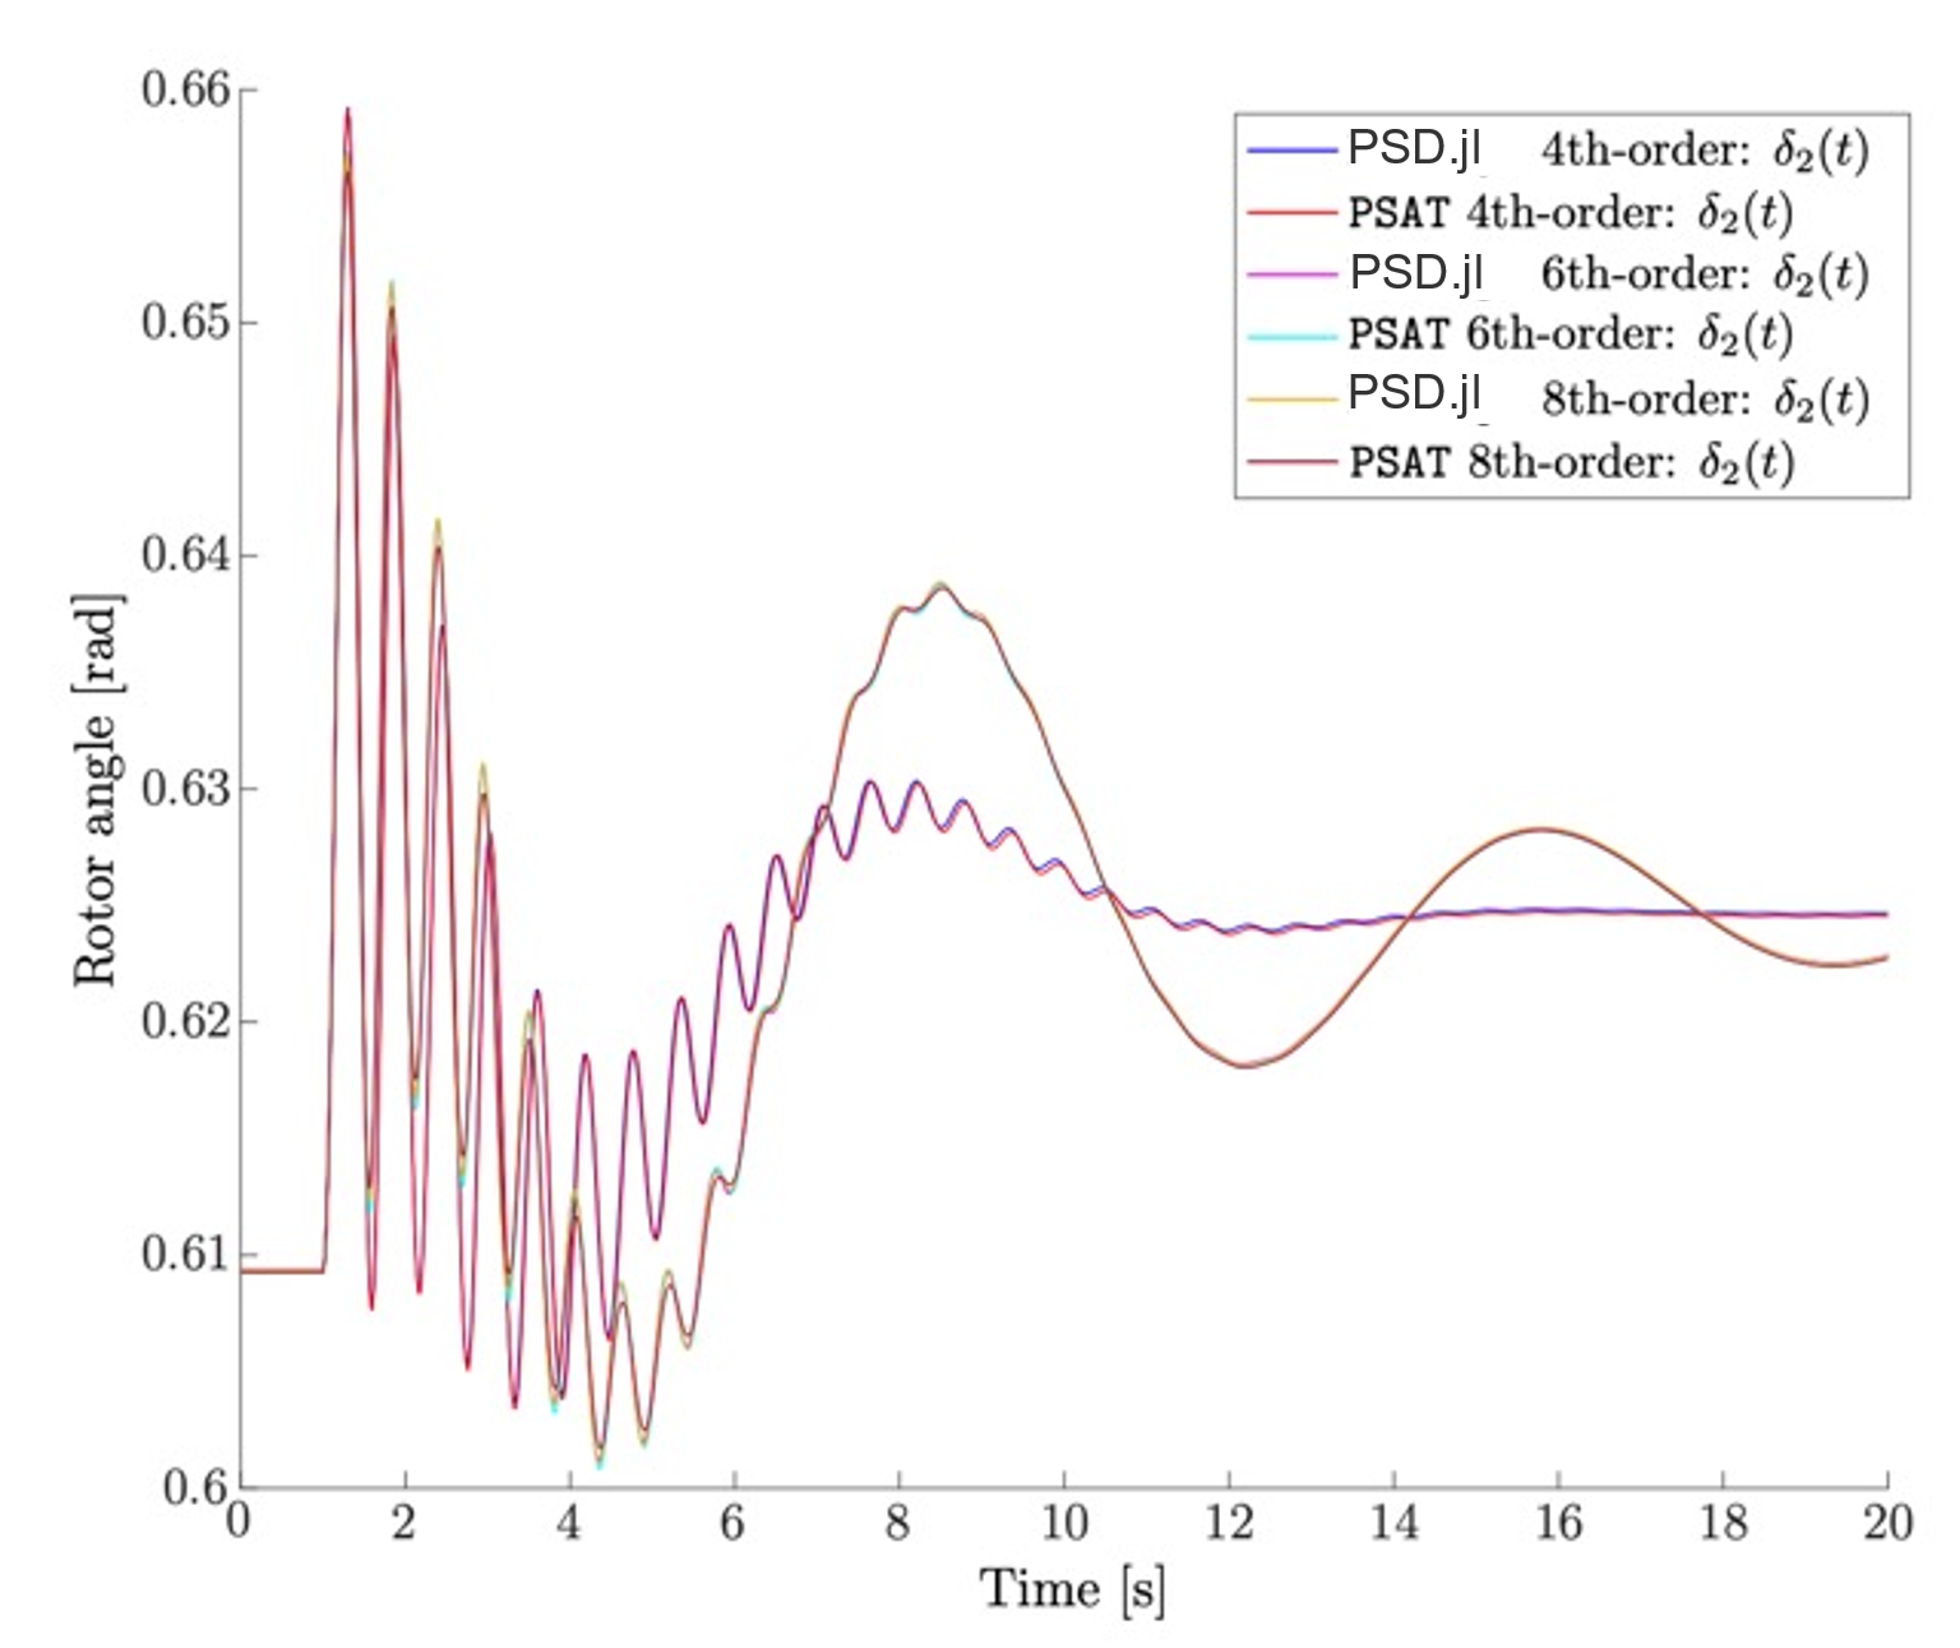 0.66
0.65
0.64
0.63
0.62
0.61
0.6
Rotor angle [rad]
PSD.jl 4th-order: δ₂(t)
PSAT 4th-order: δ₂(t)
PSD.jl 6th-order: δ₂(t)
PSAT 6th-order: δ₂(t)
PSD.jl 8th-order: δ₂(t)
PSAT 8th-order: δ₂(t)
0 2 4 6 8 10 12 14 16 18 20
Time [s]